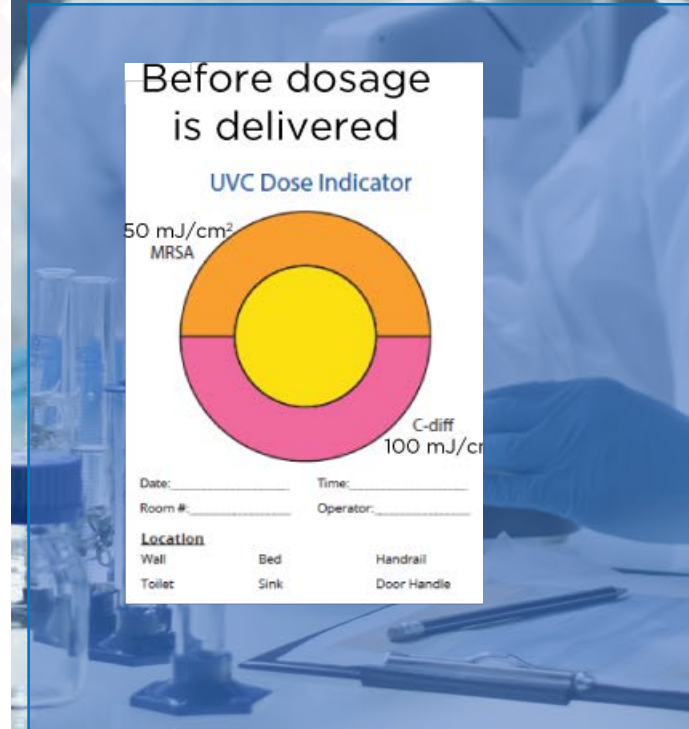 Before dosage
is delivered
UVC Dose Indicator
50 mJ/cm²
MRSA
C-diff
100 mJ/cr
Date:
Time:
Room #:
Operator:
Location
Wall Bed Handrail
Toilet Sink Door Handle